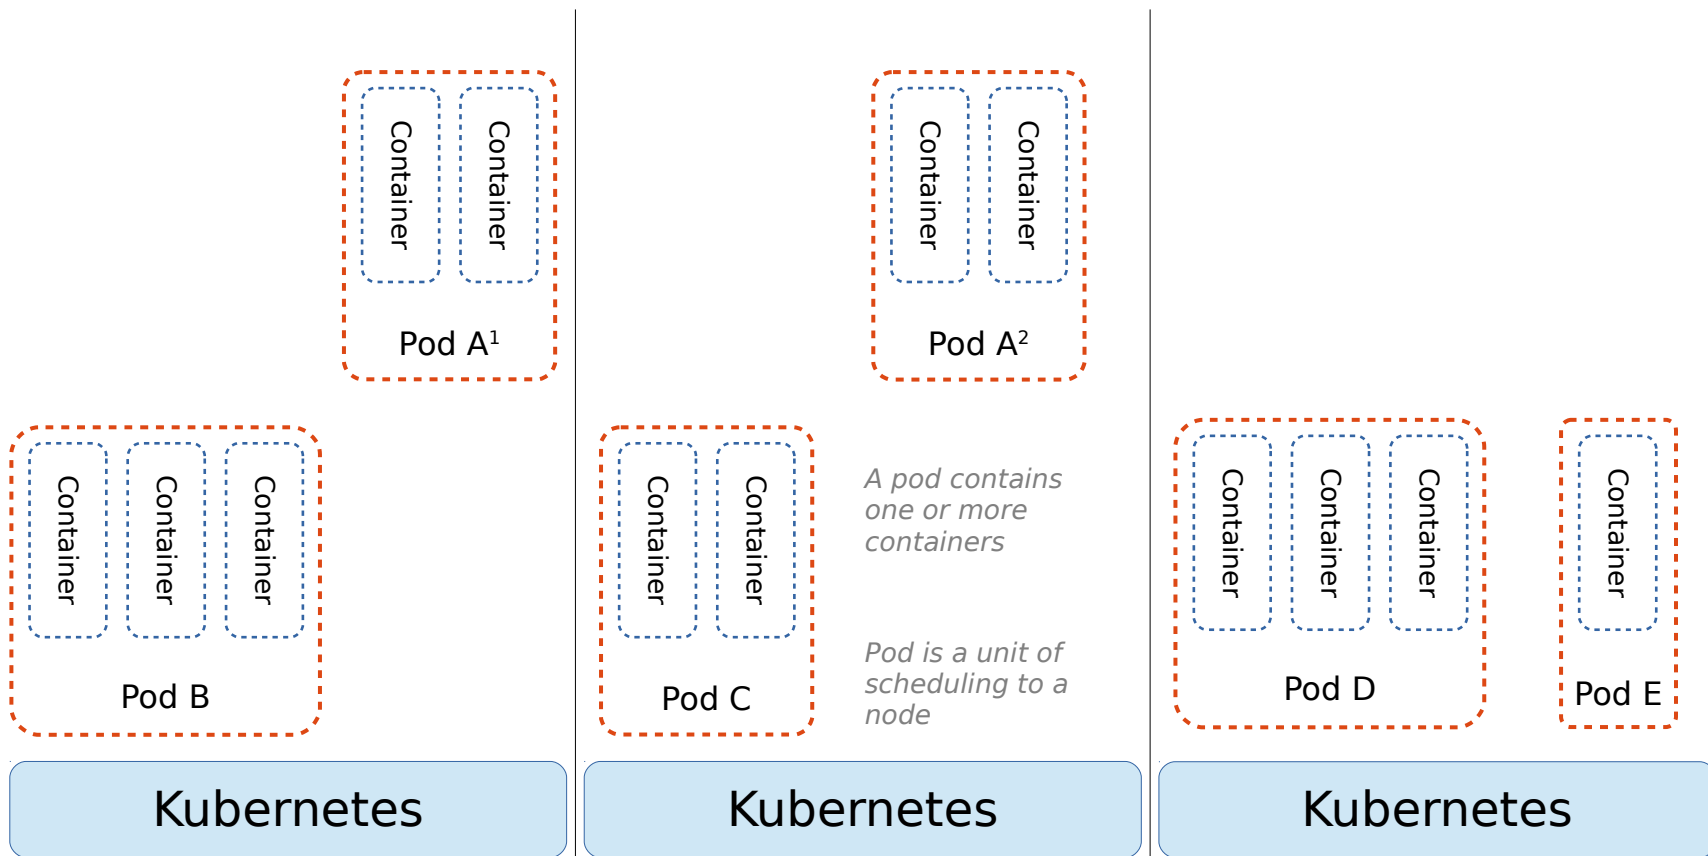 Container
Container
Pod A¹
Container
Container
Container
Pod B
Kubernetes
Container
Container
Pod A²
Container
Container
Pod C
A pod contains
one or more
containers
Pod is a unit of
scheduling to a
node
Kubernetes
Container
Container
Container
Pod D
Container
Pod E
Kubernetes